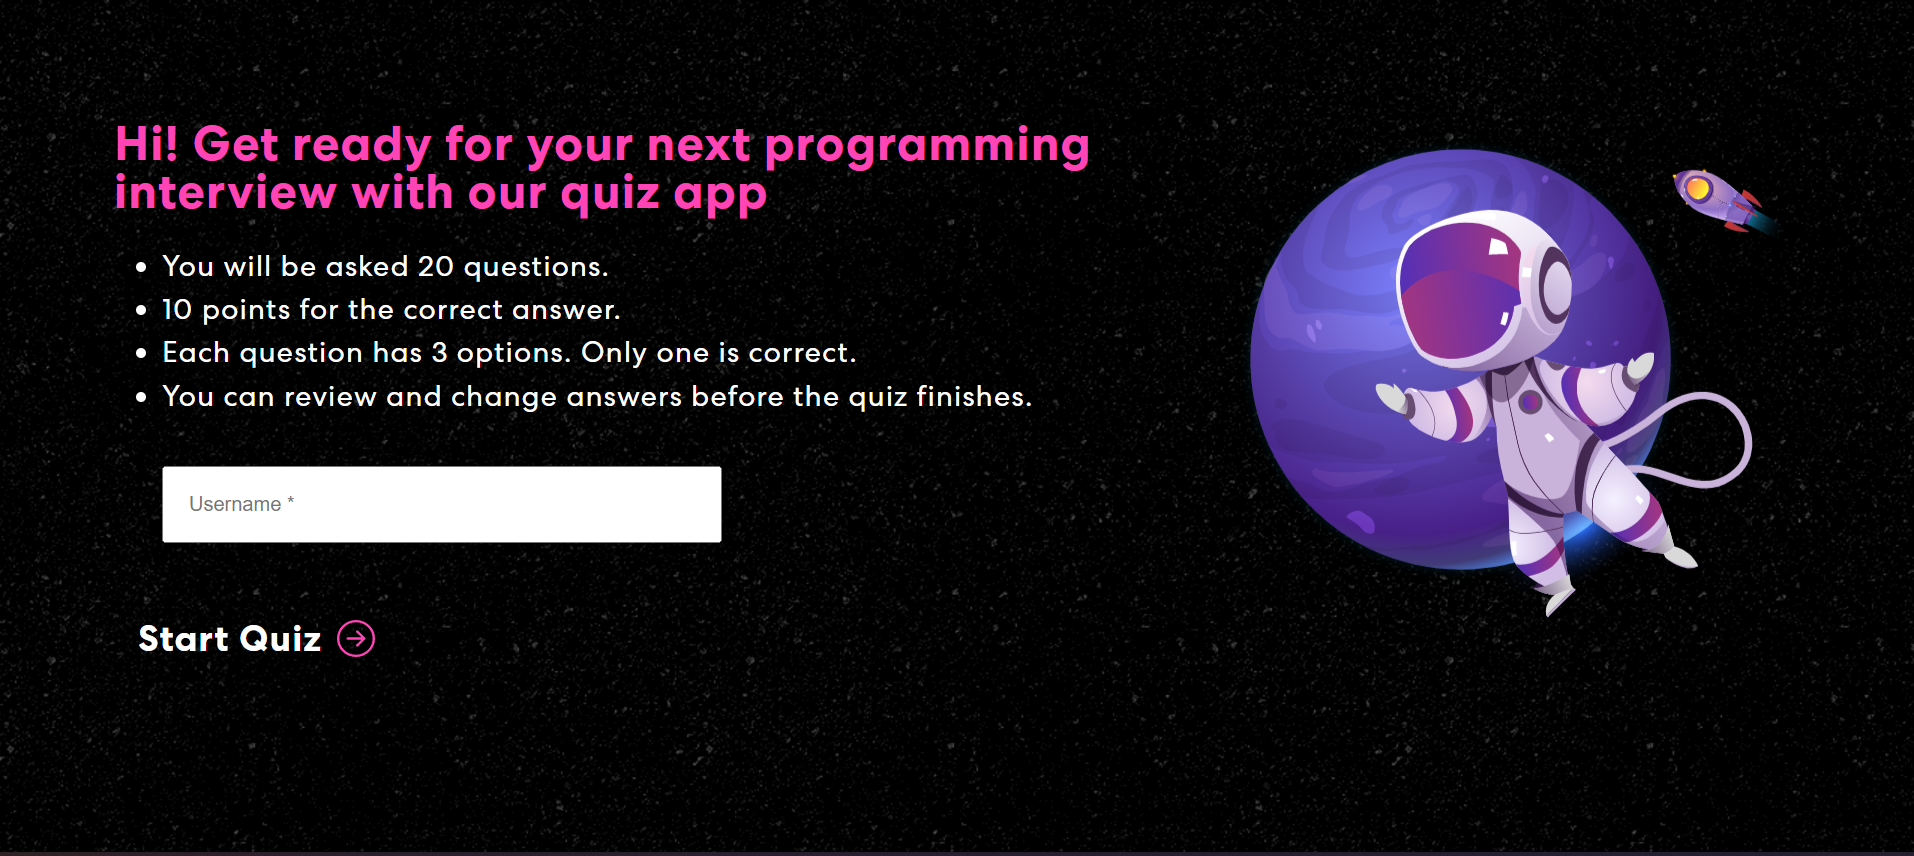 Hi! Get ready for your next programming
interview with our quiz app
You will be asked 20 questions.
10 points for the correct answer.
Each question has 3 options. Only one is correct.
You can review and change answers before the quiz finishes.
Username *
Start Quiz